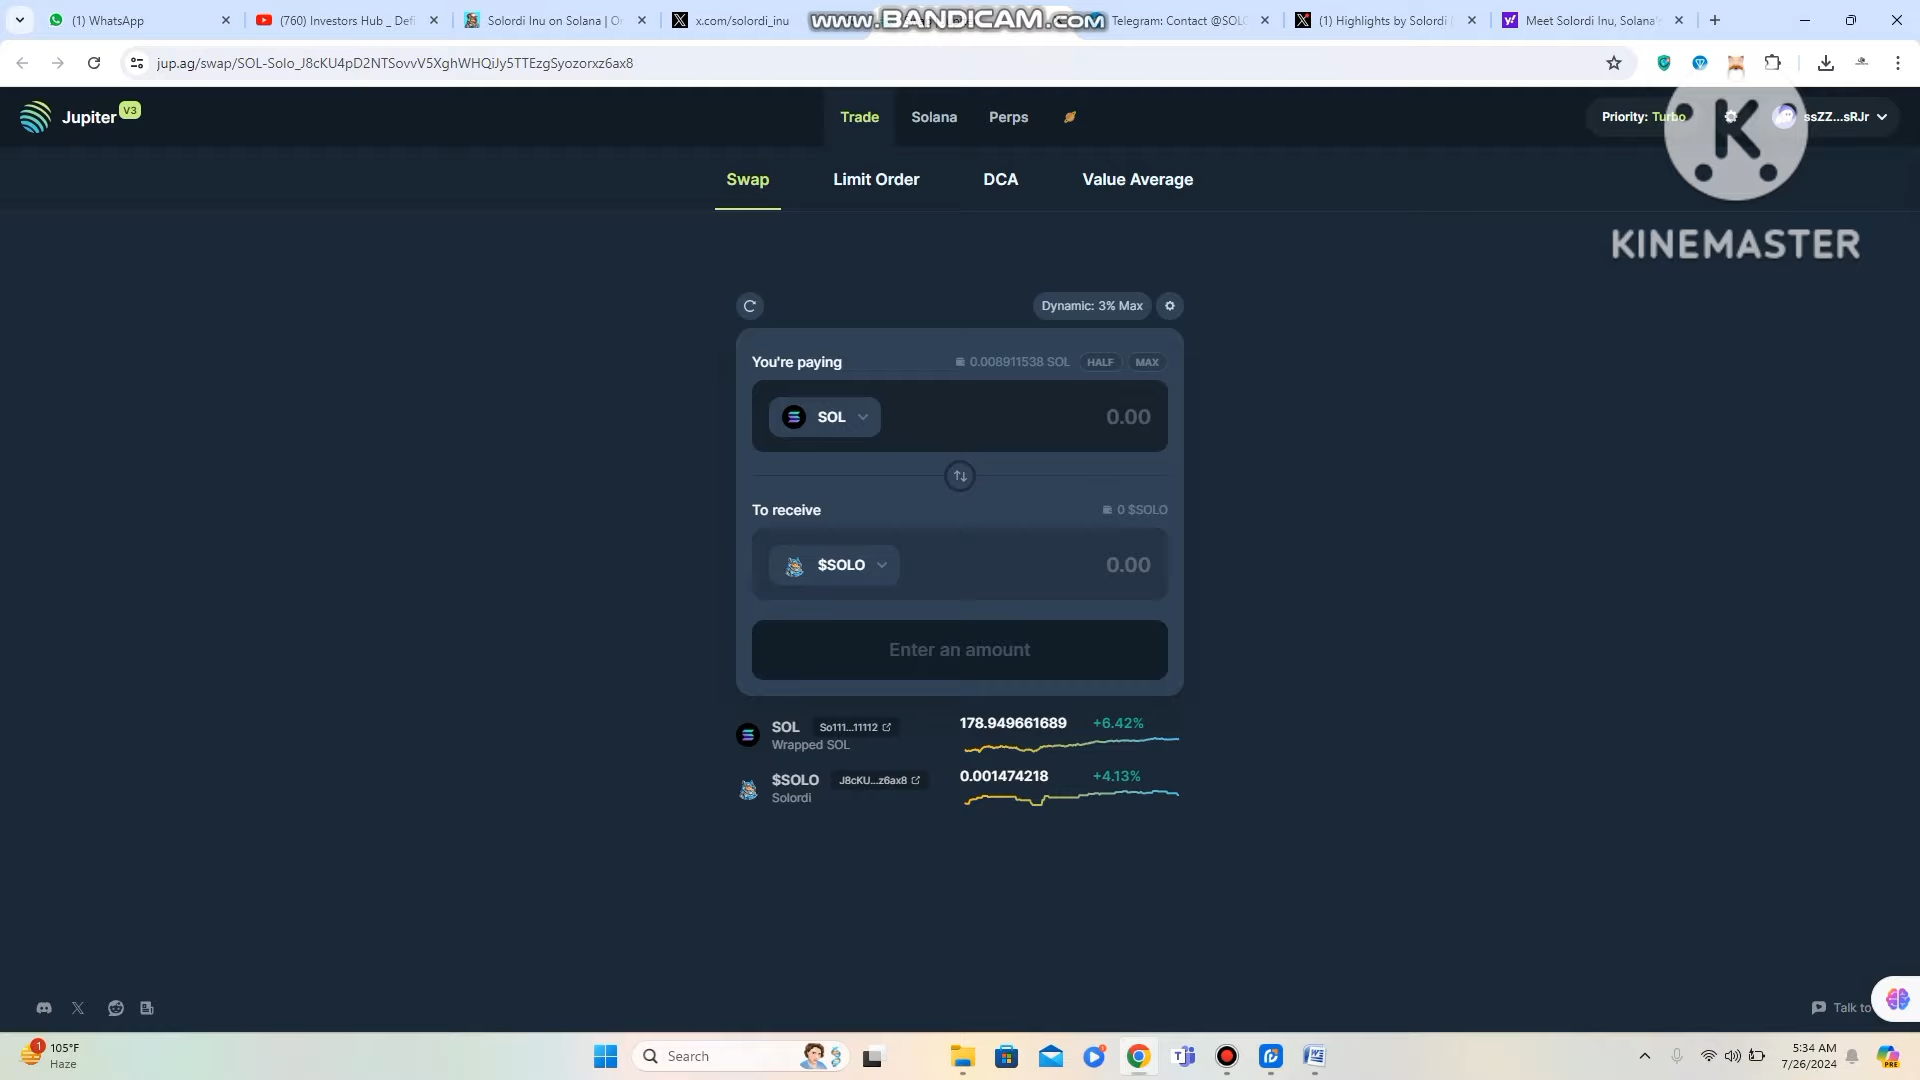 (1) WhatsApp
(760) Investors Hub _ Defi
Solordi Inu on Solana | O
x.com/solordi_inu
www.BANDICAM.com
Telegram: Contact @SOLO
(1) Highlights by Solordi
Meet Solordi Inu, Solana'
jup.ag/swap/SOL-Solo_J8cKU4pD2NTSovvV5XghWHQiJy5TTEzgSyozorxz6ax8
Jupiter V3
Trade
Solana
Perps
Priority: Turbo
ssZZ...sRJr
K
KINEMASTER
Swap
Limit Order
DCA
Value Average
Dynamic: 3% Max
You're paying
0.008911538 SOL
HALF
MAX
SOL
0.00
To receive
0 $SOLO
$SOLO
0.00
Enter an amount
SOL
So111...11112
178.949661689
+6.42%
Wrapped SOL
$SOLO
J8cKU...z6ax8
0.001474218
+4.13%
Solordi
Talk to
1
105°F
Haze
Search
5:34 AM
7/26/2024
PRE